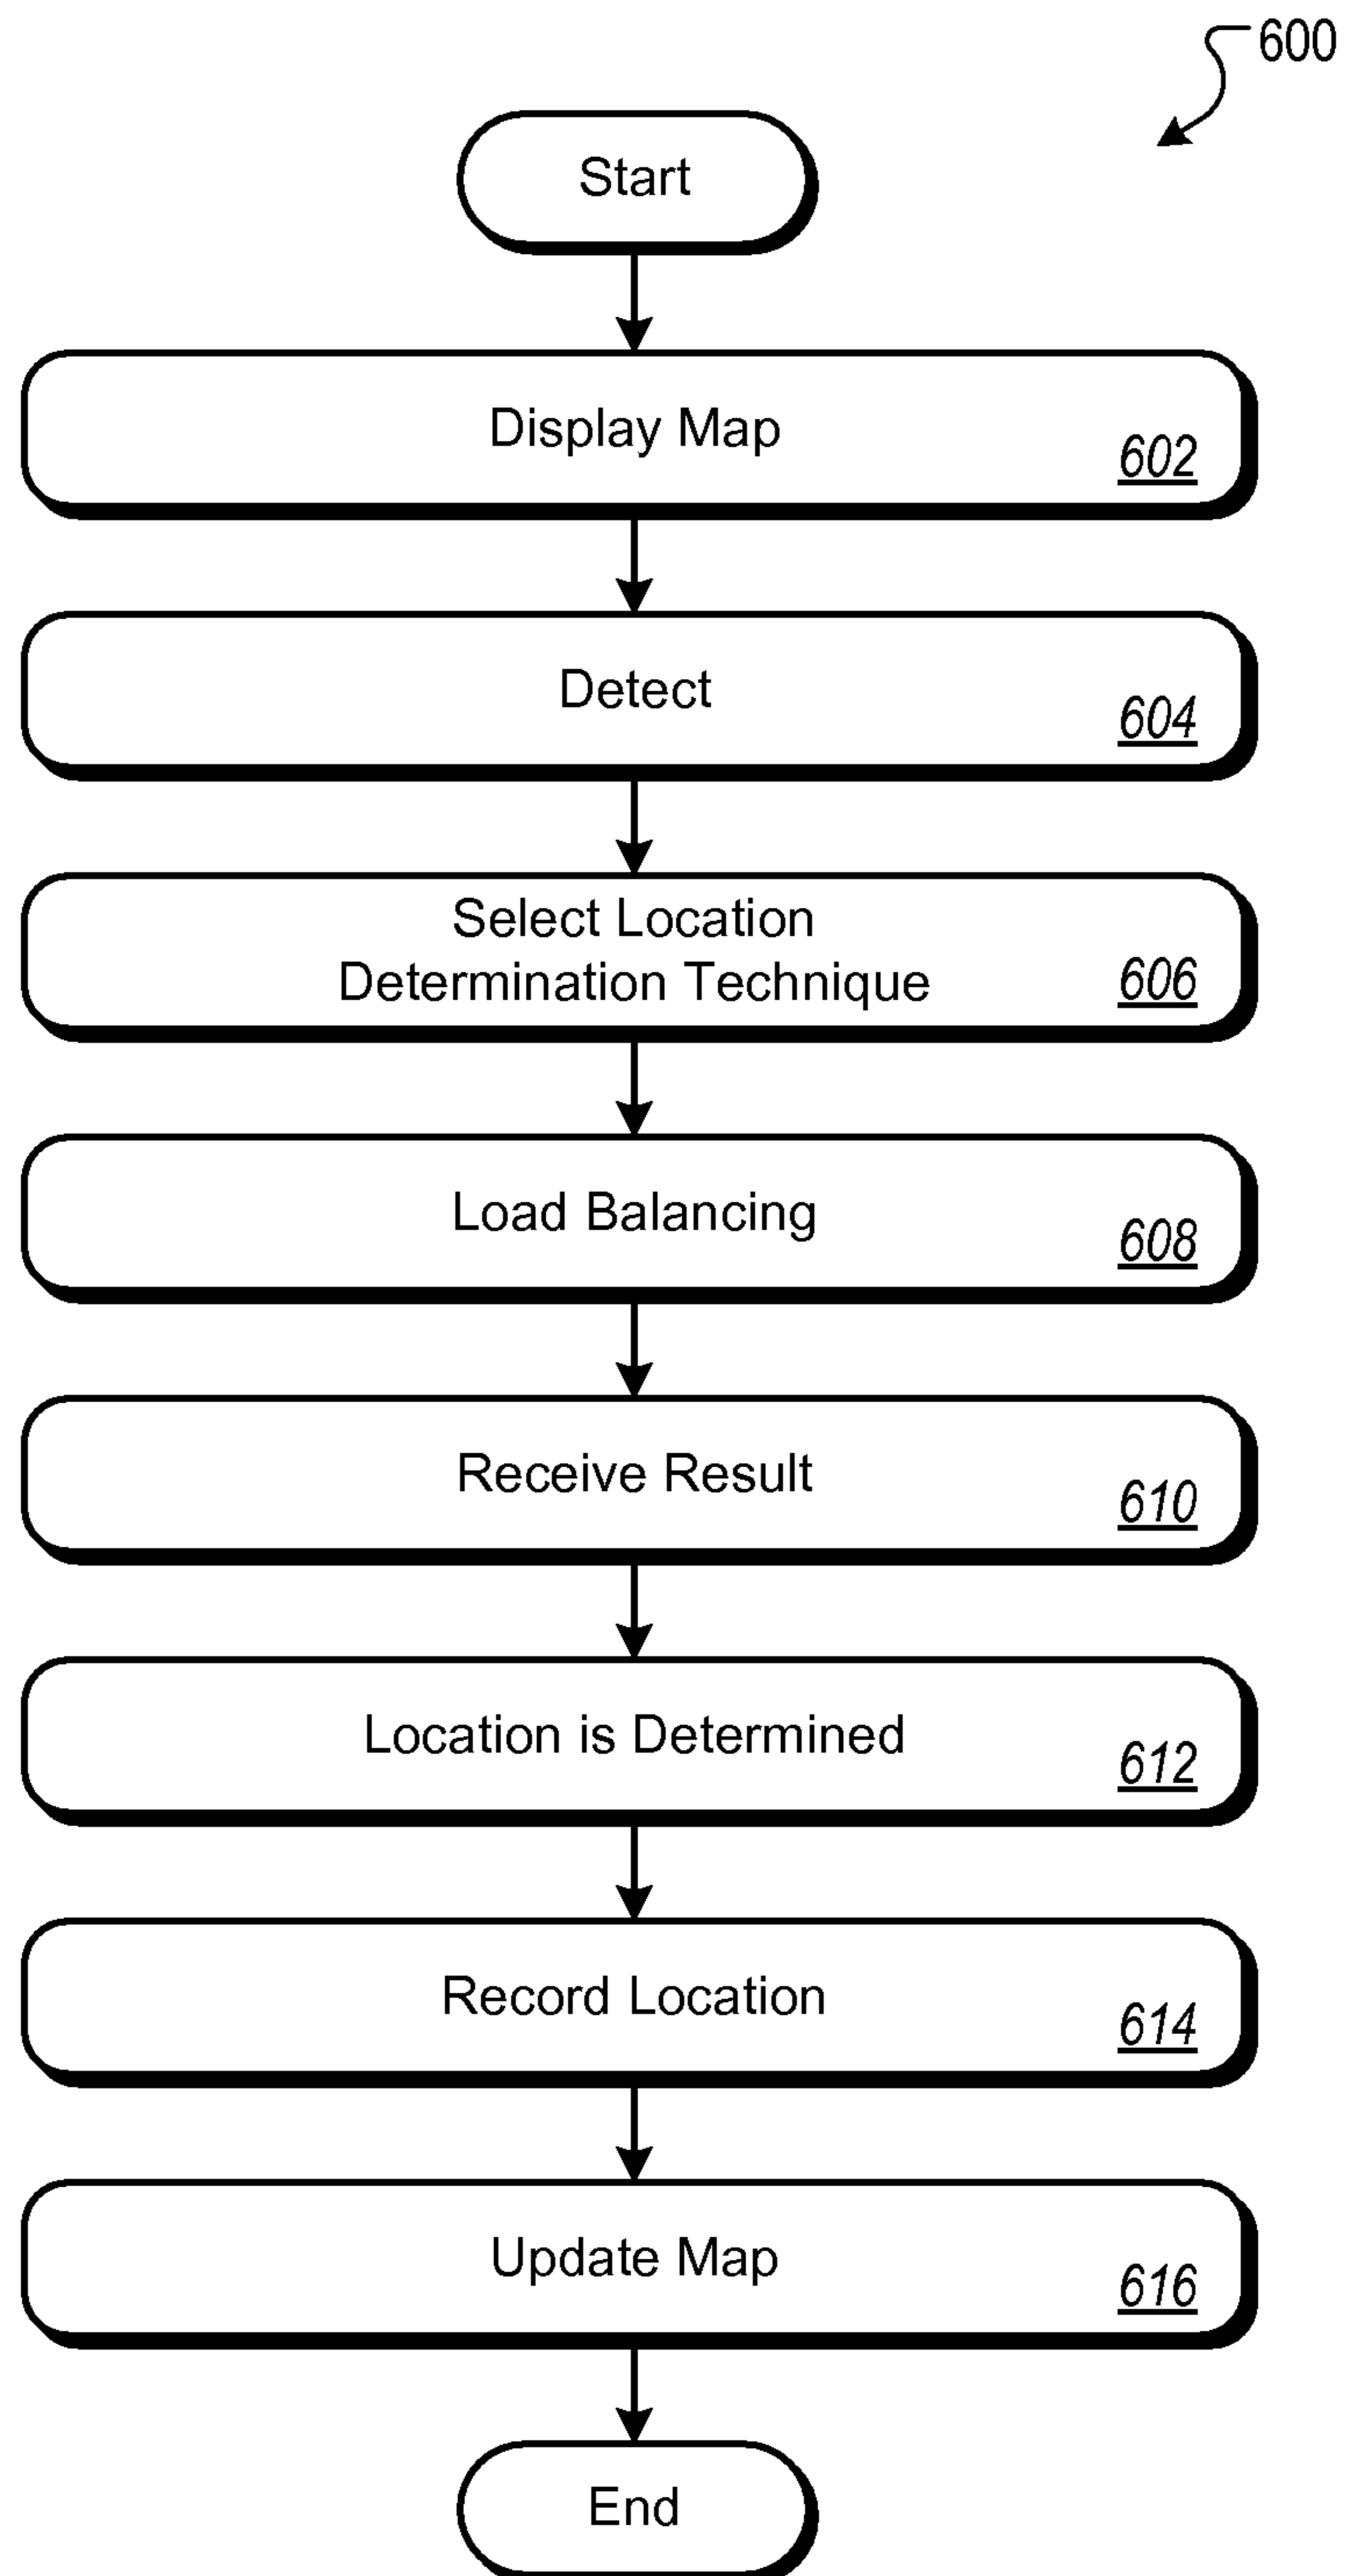 600
Start
Display Map
602
Detect
604
Select Location
Determination Technique
606
Load Balancing
608
Receive Result
610
Location is Determined
612
Record Location
614
Update Map
616
End